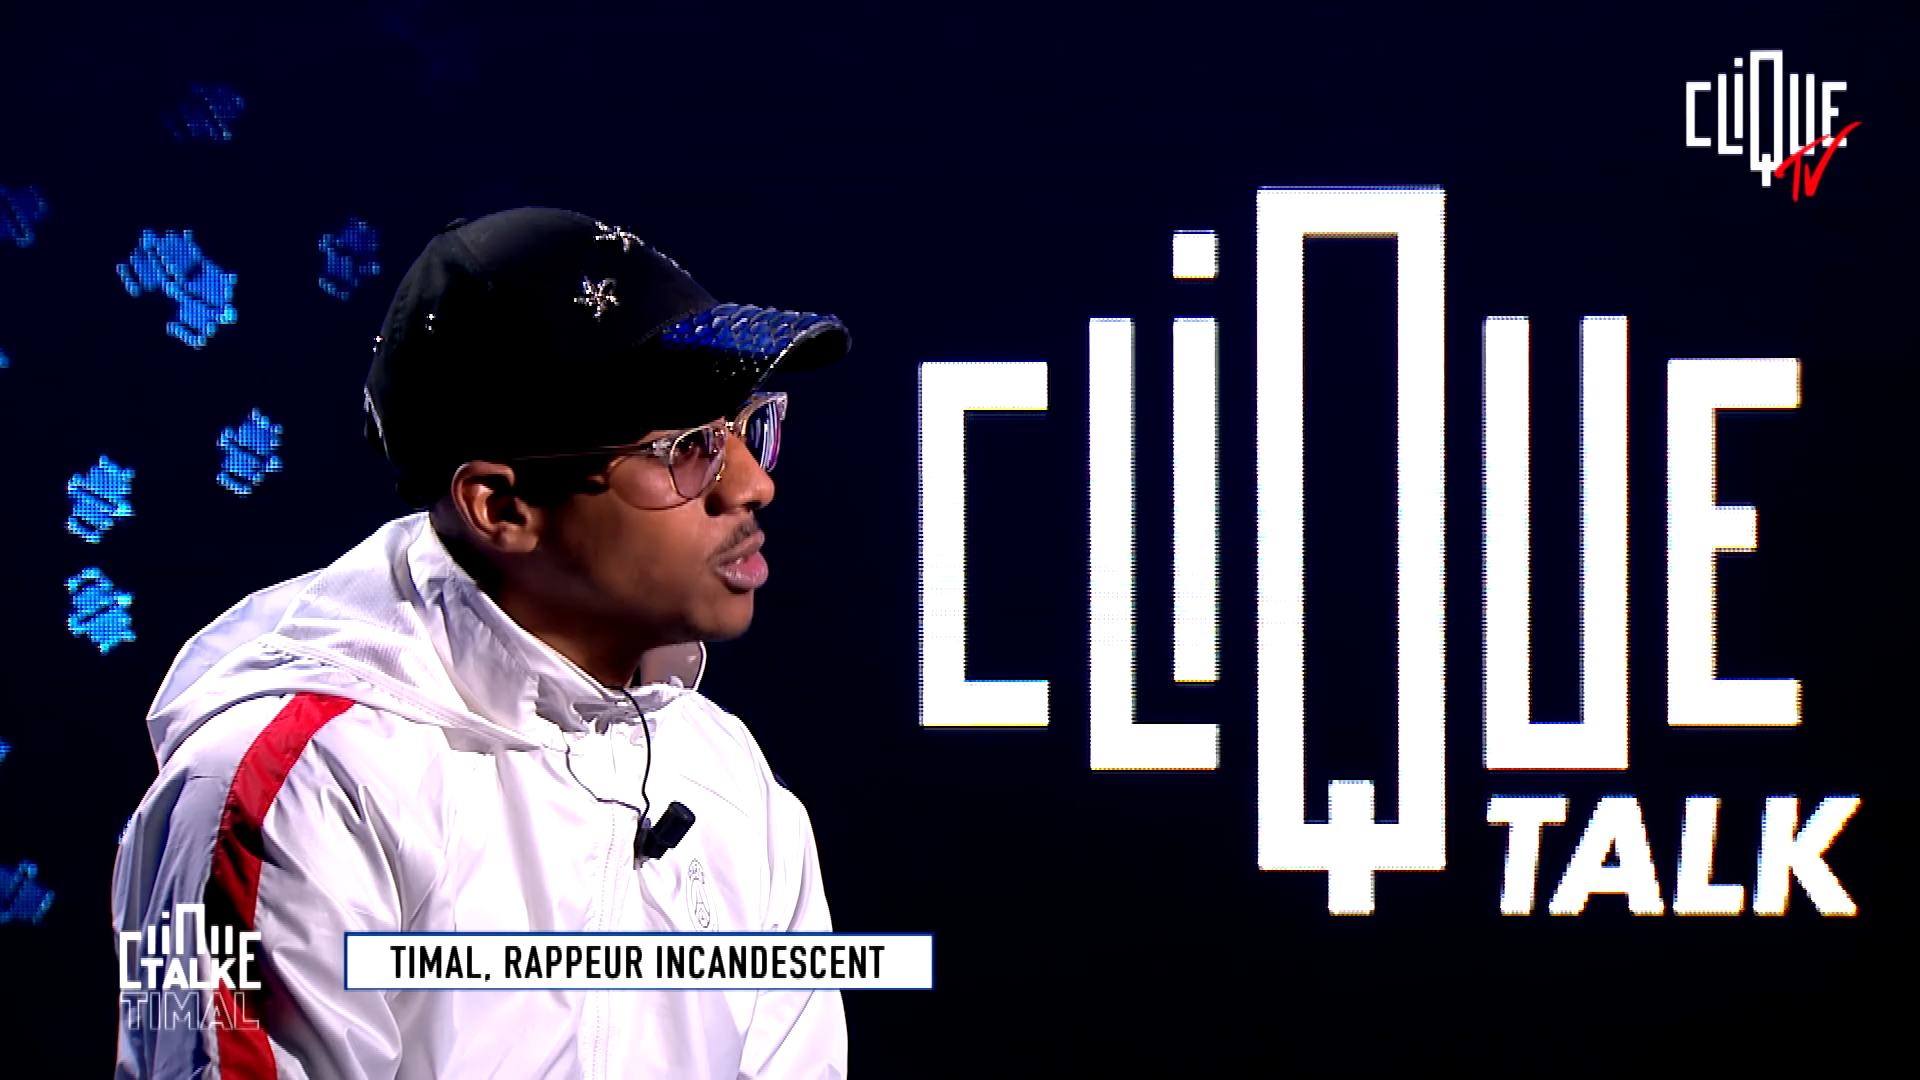 CLiQUE
TV
CLiQUE
TALK
CLiQUE
TALK
TIMAL
TIMAL, RAPPEUR INCANDESCENT